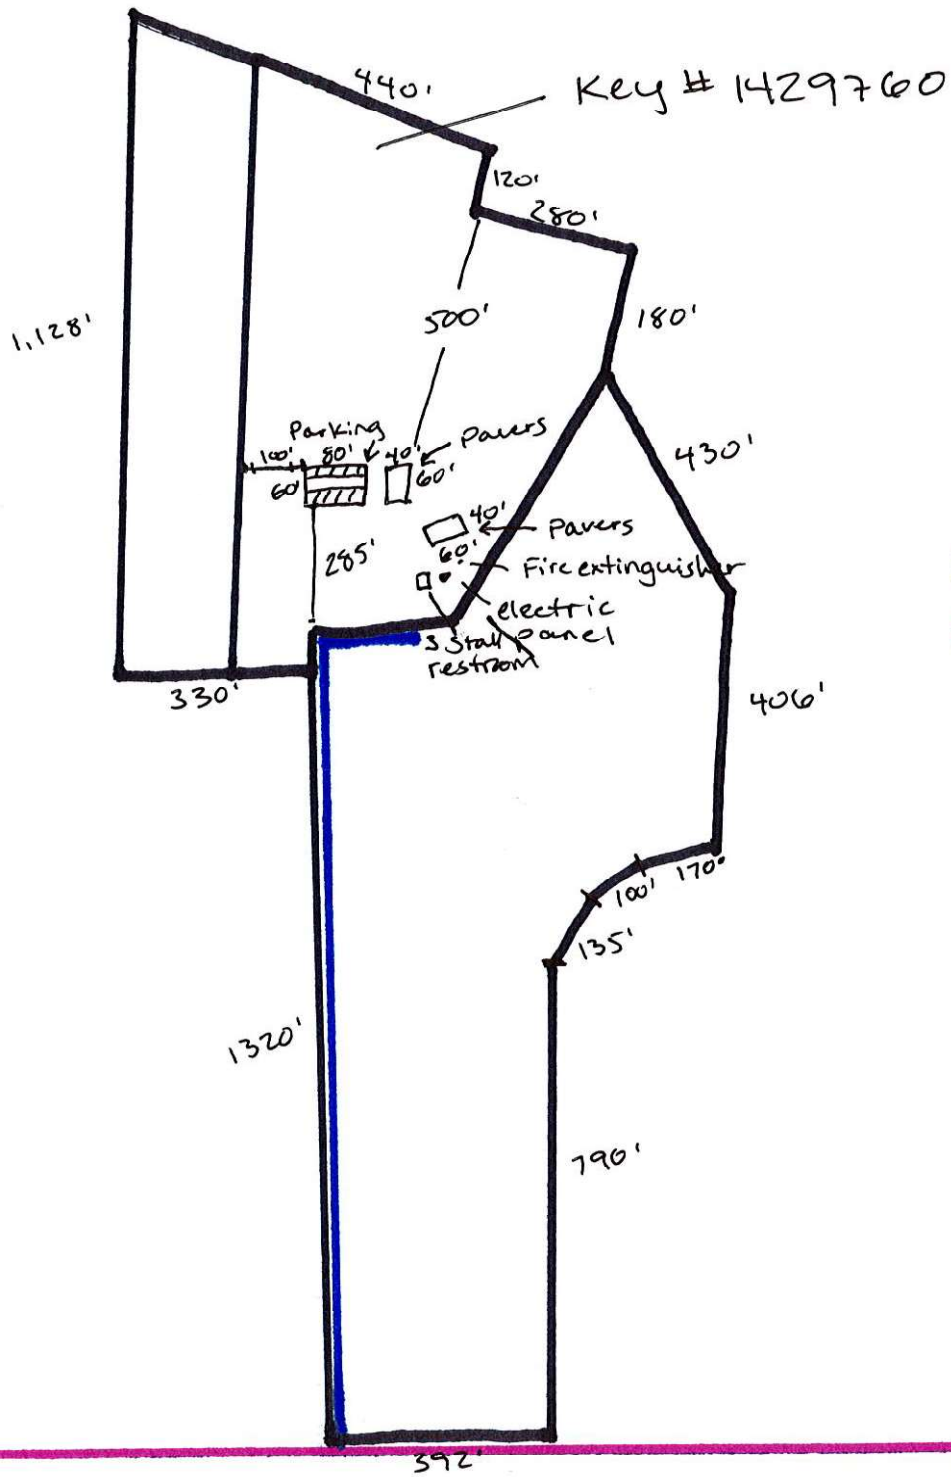 440'
Key # 1429760
120'
280'
1,128'
500'
180'
Parking
Pavers
100'
80'
40'
60'
60'
430'
40'
Pavers
60'
285'
Fire extinguisher
electric
panel
3 Stall
restroom
330'
406'
170'
100'
135'
1320'
790'
392'